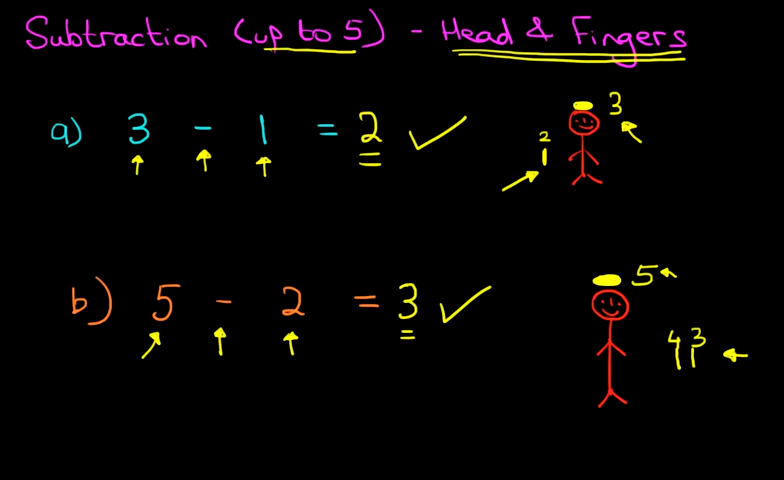 Subtraction (up to 5) - Head & Fingers
a) 3 - 1 = 2 ✓
3
2
b) 5 - 2 = 3 ✓
5
4 3